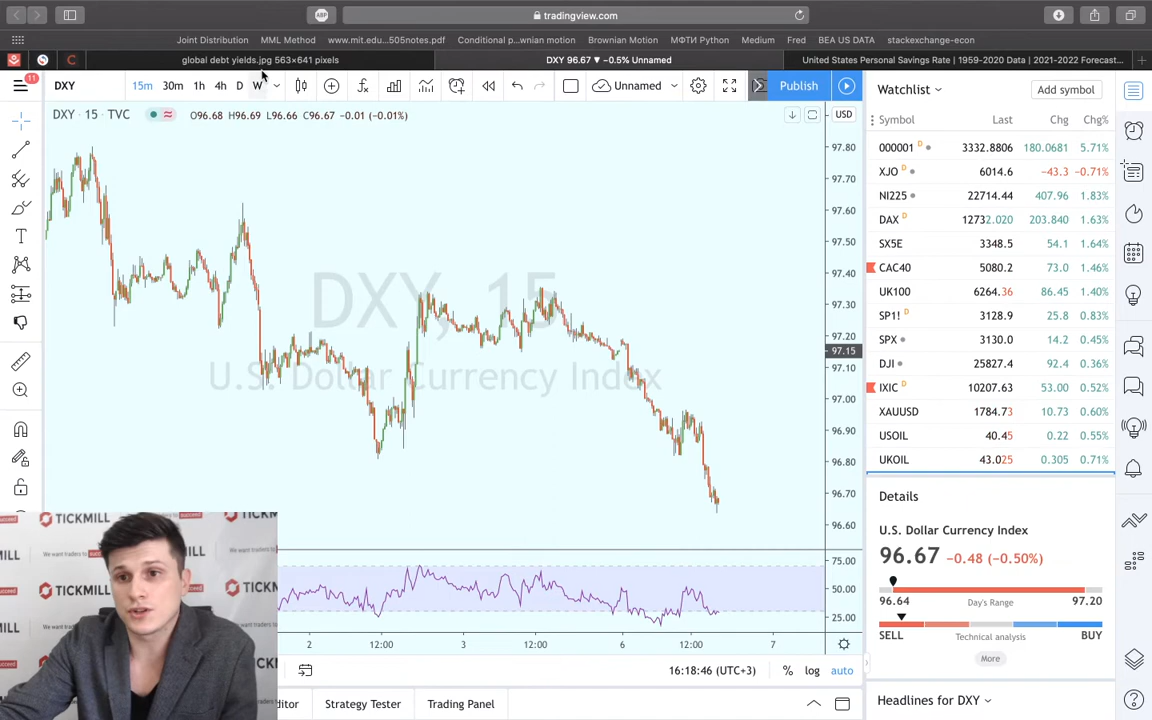 ABP
tradingview.com
Joint Distribution MML Method www.mit.edu...505notes.pdf Conditional p...wnian motion Brownian Motion МФТИ Python Medium Fred BEA US DATA stackexchange-econ
global debt yields.jpg 563×641 pixels
DXY 96.67 ▼ −0.5% Unnamed
United States Personal Savings Rate | 1959-2020 Data | 2021-2022 Forecast...
11
DXY 15m 30m 1h 4h D W Unnamed Publish
DXY · 15 · TVC
O96.68 H96.69 L96.66 C96.67 −0.01 (−0.01%)
USD
DXY, 15
U.S. Dollar Currency Index
97.80
97.70
97.60
97.50
97.40
97.30
97.20
97.15
97.10
97.00
96.90
96.80
96.70
96.60
75.00
50.00
25.00
2 12:00 3 12:00 6 12:00 7
16:18:46 (UTC+3) % log auto
itor Strategy Tester Trading Panel
Watchlist Add symbol
Symbol Last Chg Chg%
000001 D 3332.8806 180.0681 5.71%
XJO D 6014.6 −43.3 −0.71%
NI225 22714.44 407.96 1.83%
DAX D 12732.020 203.840 1.63%
SX5E 3348.5 54.1 1.64%
CAC40 5080.2 73.0 1.46%
UK100 6264.36 86.45 1.40%
SP1! D 3128.9 25.8 0.83%
SPX 3130.0 14.2 0.45%
DJI 25827.4 92.4 0.36%
IXIC D 10207.63 53.00 0.52%
XAUUSD 1784.73 10.73 0.60%
USOIL 40.45 0.22 0.55%
UKOIL 43.025 0.305 0.71%
Details
U.S. Dollar Currency Index
96.67 −0.48 (−0.50%)
96.64 Day's Range 97.20
SELL Technical analysis BUY
More
Headlines for DXY
TICKMILL
We want traders to succeed
TICKMILL
TICKMILL
TICKMILL